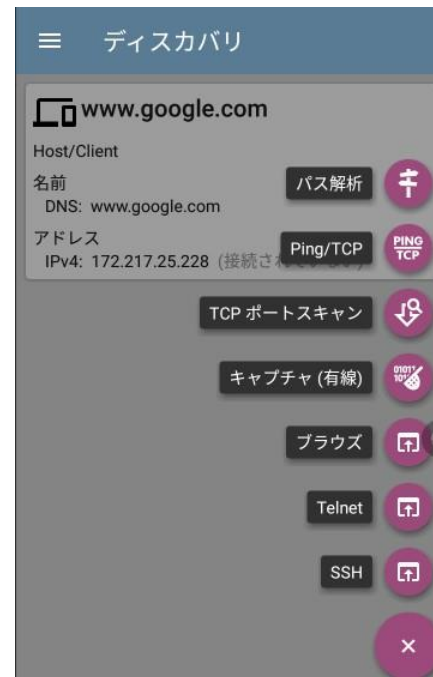 ディスカバリ
www.google.com
Host/Client
名前
DNS: www.google.com
アドレス
IPv4: 172.217.25.228 (接続さ
パス解析
Ping/TCP
PING
TCP
TCP ポートスキャン
キャプチャ (有線)
ブラウズ
Telnet
SSH